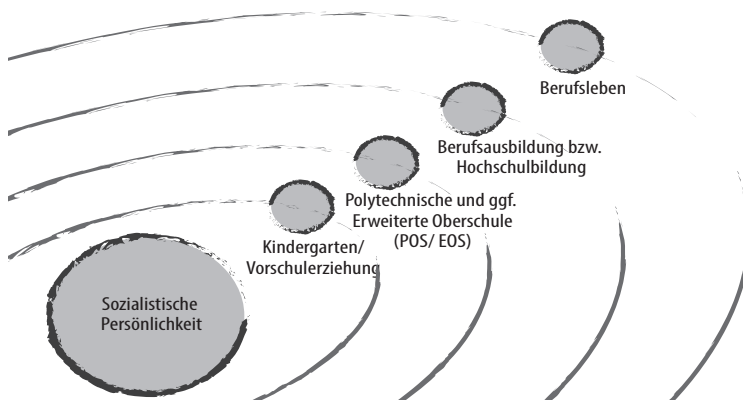 Berufsleben
Berufsausbildung bzw.
Hochschulbildung
Polytechnische und ggf.
Erweiterte Oberschule
(POS/ EOS)
Kindergarten/
Vorschulerziehung
Sozialistische
Persönlichkeit